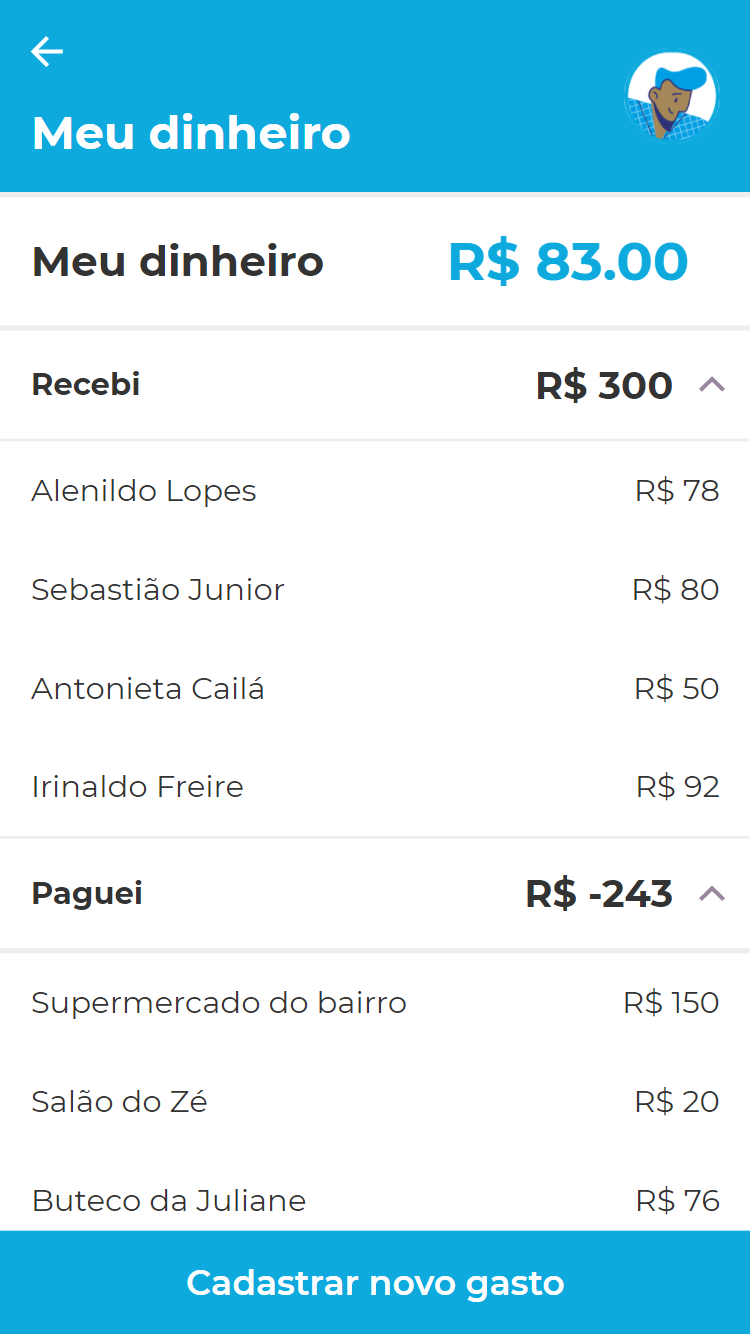 Meu dinheiro
Meu dinheiro R$ 83.00
Recebi R$ 300
Alenildo Lopes R$ 78
Sebastião Junior R$ 80
Antonieta Cailá R$ 50
Irinaldo Freire R$ 92
Paguei R$ -243
Supermercado do bairro R$ 150
Salão do Zé R$ 20
Buteco da Juliane R$ 76
Cadastrar novo gasto